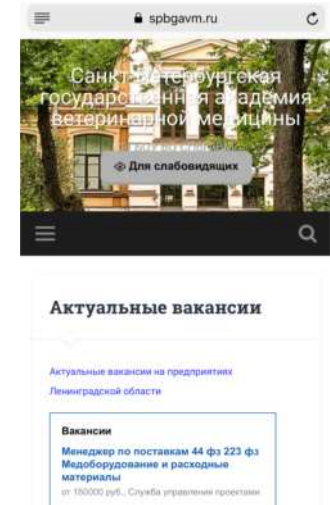 spbgavm.ru
Санкт-Петербургская
государственная академия
ветеринарной медицины
Для слабовидящих
Актуальные вакансии
Актуальные вакансии на предприятиях
Ленинградской области
Вакансии
Менеджер по поставкам 44 фз 223 фз
Медоборудование и расходные
материалы
от 150000 руб., Служба управления проектами